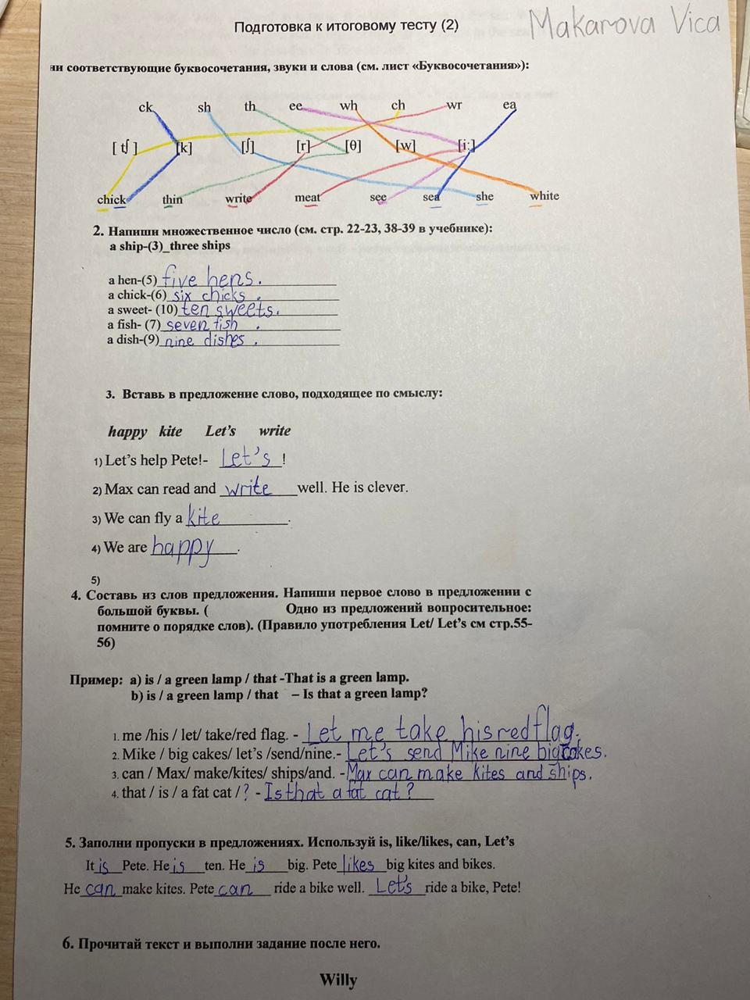 Подготовка к итоговому тесту (2)
Makarova Vica
ни соответствующие буквосочетания, звуки и слова (см. лист «Буквосочетания»):
ck sh th ee wh ch wr ea
[ tʃ ] [k] [ʃ] [r] [θ] [w] [i:]
chick thin write meat see sea she white
2. Напиши множественное число (см. стр. 22-23, 38-39 в учебнике):
a ship-(3)_three ships
a hen-(5) five hens.
a chick-(6) six chicks.
a sweet- (10) ten sweets.
a fish- (7) seven fish.
a dish-(9) nine dishes.
3. Вставь в предложение слово, подходящее по смыслу:
happy kite Let's write
1) Let's help Pete!- Let's!
2) Max can read and write well. He is clever.
3) We can fly a kite.
4) We are happy.
5)
4. Составь из слов предложения. Напиши первое слово в предложении с
большой буквы. ( Одно из предложений вопросительное:
помните о порядке слов). (Правило употребления Let/ Let's см стр.55-
56)
Пример: a) is / a green lamp / that -That is a green lamp.
b) is / a green lamp / that – Is that a green lamp?
1. me /his / let/ take/red flag. - Let me take his red flag.
2. Mike / big cakes/ let's /send/nine.- Let's send Mike nine big cakes.
3. can / Max/ make/kites/ ships/and. - Max can make kites and ships.
4. that / is / a fat cat / ? - Is that a fat cat?
5. Заполни пропуски в предложениях. Используй is, like/likes, can, Let's
It is Pete. He is ten. He is big. Pete likes big kites and bikes.
He can make kites. Pete can ride a bike well. Let's ride a bike, Pete!
6. Прочитай текст и выполни задание после него.
Willy